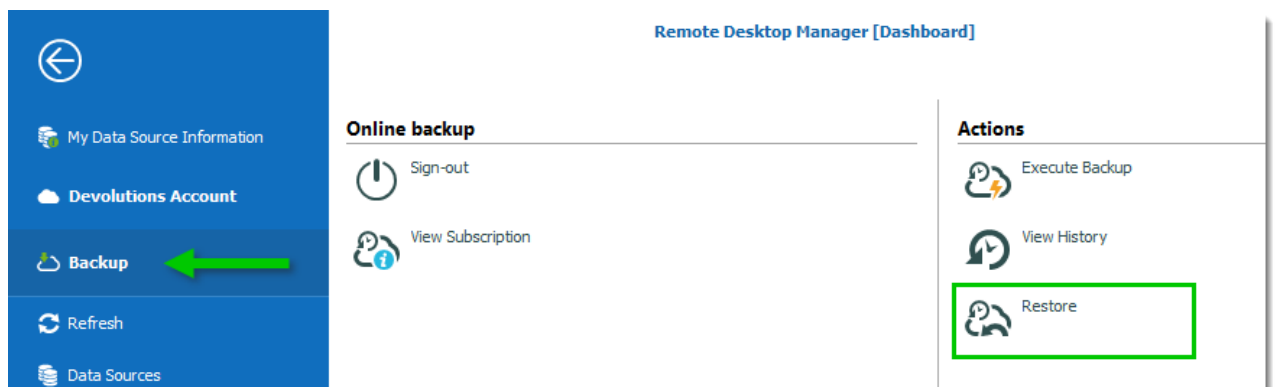 Remote Desktop Manager [Dashboard]
My Data Source Information
Devolutions Account
Backup
Refresh
Data Sources
Online backup
Sign-out
View Subscription
Actions
Execute Backup
View History
Restore